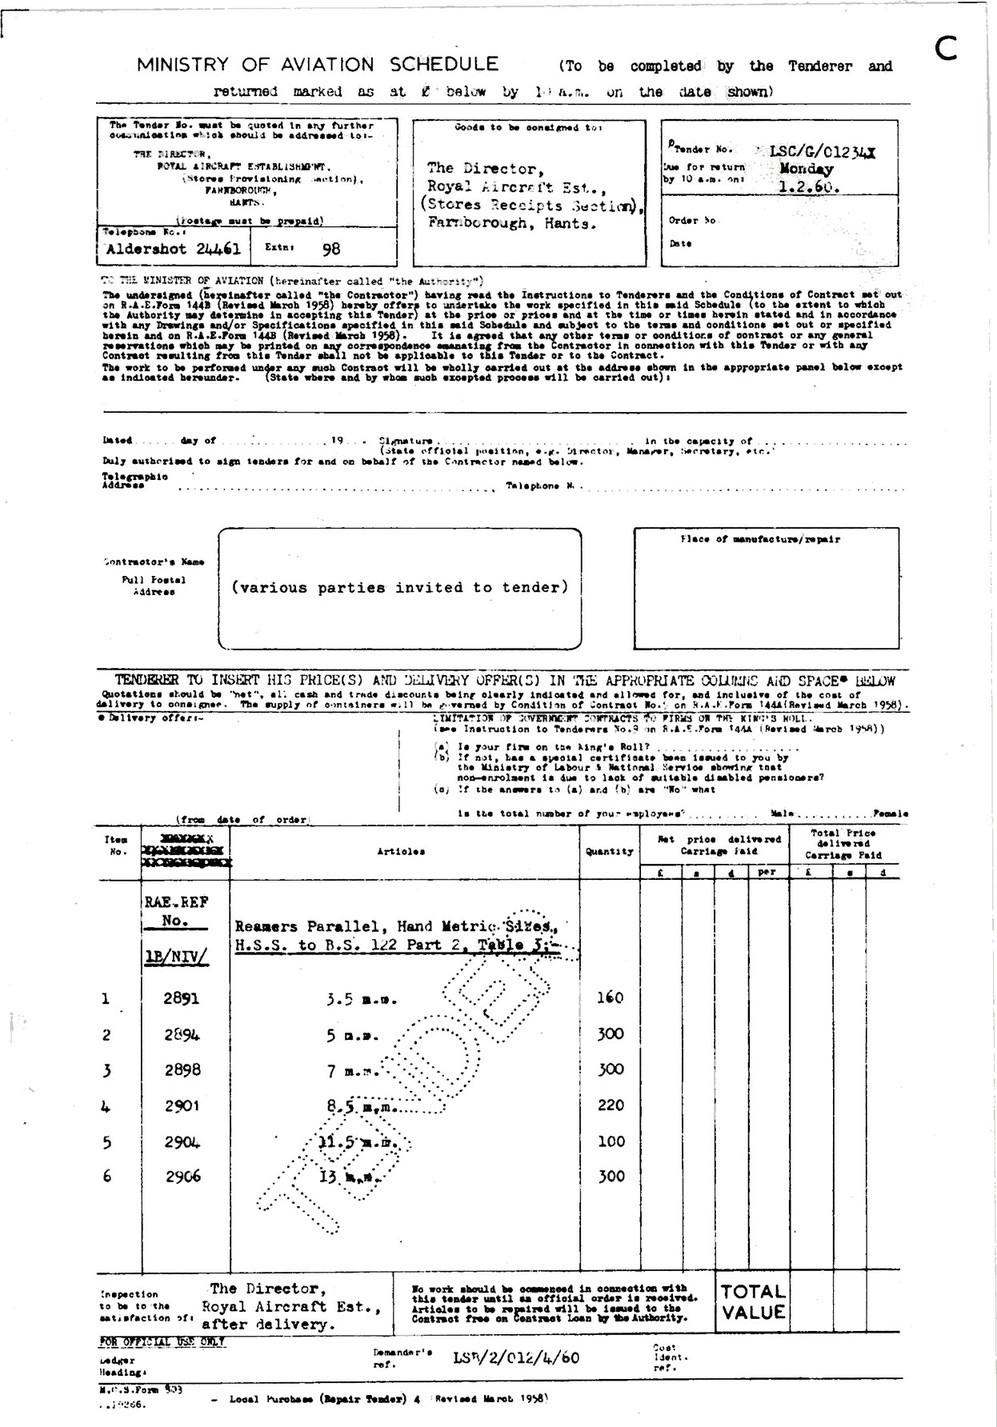 C
MINISTRY OF AVIATION SCHEDULE (To be completed by the Tenderer and
returned marked as at £ below by a.m. on the date shown)
The Tender No. must be quoted in any further
communication which should be addressed to:-
THE DIRECTOR,
ROYAL AIRCRAFT ESTABLISHMENT,
(Stores Provisioning Section),
FARNBOROUGH,
HANTS.
(Postage must be prepaid)
Telephone No.:
Aldershot 24461 Extn: 98
Goods to be consigned to:
The Director,
Royal Aircraft Est.,
(Stores Receipts Section),
Farnborough, Hants.
Tender No. LSC/G/01234X
Due for return Monday
by 10 a.m. on: 1.2.60.
Order No
Date
TO THE MINISTER OF AVIATION (hereinafter called "the Authority")
The undersigned (hereinafter called "the Contractor") having read the Instructions to Tenderers and the Conditions of Contract set out
on R.A.E.Form 144B (Revised March 1958) hereby offers to undertake the work specified in this said Schedule (to the extent to which
the Authority may determine in accepting this Tender) at the price or prices and at the time or times herein stated and in accordance
with any Drawings and/or Specifications specified in this said Schedule and subject to the terms and conditions set out or specified
herein and on R.A.E.Form 144B (Revised March 1958). It is agreed that any other terms or conditions of contract or any general
reservations which may be printed on any correspondence emanating from the Contractor in connection with this Tender or with any
Contract resulting from this Tender shall not be applicable to this Tender or to the Contract.
The work to be performed under any such Contract will be wholly carried out at the address shown in the appropriate panel below except
as indicated hereunder. (State where and by whom such excepted process will be carried out):
Dated...... day of .............. 19... Signature............................ in the capacity of....................
(State official position, e.g. Director, Manager, Secretary, etc.
Duly authorised to sign tenders for and on behalf of the Contractor named below.
Telegraphic
Address ........................................ Telephone N.........................................
Contractor's Name
Full Postal
Address
(various parties invited to tender)
Place of manufacture/repair
TENDERER TO INSERT HIS PRICE(S) AND DELIVERY OFFER(S) IN THE APPROPRIATE COLUMNS AND SPACE* BELOW
Quotations should be "net", all cash and trade discounts being clearly indicated and allowed for, and inclusive of the cost of
delivery to consignee. The supply of containers will be governed by Condition of Contract No. on R.A.E.Form 144A(Revised March 1958).
* Delivery offer:-
(from date of order)
LIMITATION OF GOVERNMENT CONTRACTS TO FIRMS ON THE KING'S ROLL.
(see Instruction to Tenderers No.9 on R.A.E.Form 144A (Revised March 1958))
(a) Is your firm on the King's Roll? ..................
(b) If not, has a special certificate been issued to you by
the Ministry of Labour & National Service showing that
non-enrolment is due to lack of suitable disabled pensioners?
(c) If the answers to (a) and (b) are "No" what
is the total number of your employees? ............ Male............ Female
Item
No.
Articles
Quantity
Net price delivered
Carriage Paid
Total Price
delivered
Carriage Paid
£ s d per £ s d
RAE.REF
No.
1B/NIV/
Reamers Parallel, Hand Metric Sizes,
H.S.S. to B.S. 122 Part 2, Table 3:-
1 2891 3.5 m.m. 160
2 2894 5 m.m. 300
3 2898 7 m.m. 300
4 2901 8.5 m.m. 220
5 2904 11.5 m.m. 100
6 2906 13 m.m. 300
TENDER
Inspection
to be to the
satisfaction of:
The Director,
Royal Aircraft Est.,
after delivery.
No work should be commenced in connection with
this tender until an official order is received.
Articles to be repaired will be issued to the
Contract free on Contract Loan by the Authority.
TOTAL
VALUE
FOR OFFICIAL USE ONLY
Ledger
Heading:
Demander's
ref.
LSP/2/012/4/60
Cost
Ident.
ref.
- Local Purchase (Repair Tender) 4 (Revised March 1958)